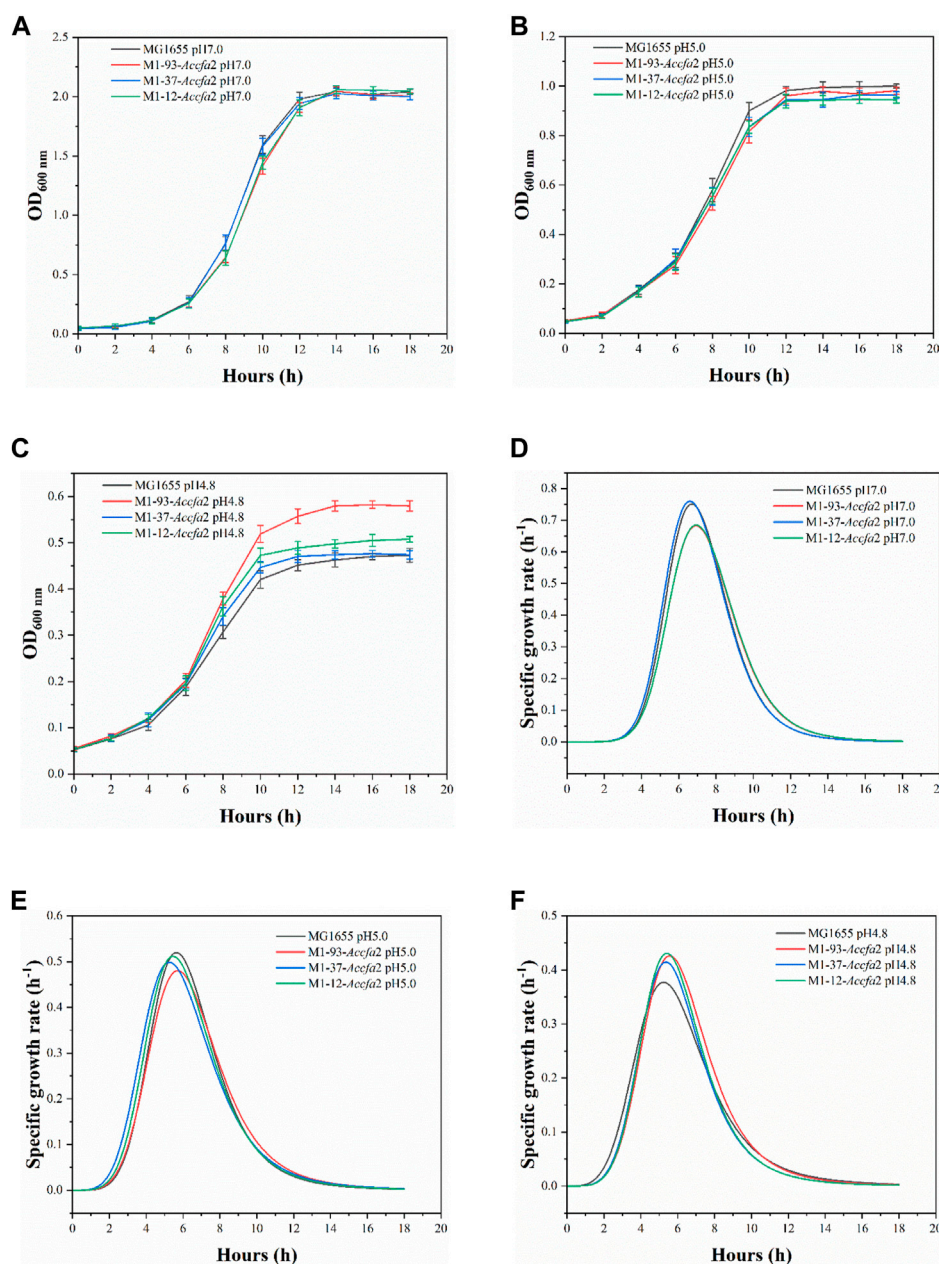 A
2.5
2.0
1.5
1.0
0.5
0.0
OD600 nm
MG1655 pH7.0
M1-93-Accfa2 pH7.0
M1-37-Accfa2 pH7.0
M1-12-Accfa2 pH7.0
0 2 4 6 8 10 12 14 16 18 20
Hours (h)
B
1.2
1.0
0.8
0.6
0.4
0.2
0.0
OD600 nm
MG1655 pH5.0
M1-93-Accfa2 pH5.0
M1-37-Accfa2 pH5.0
M1-12-Accfa2 pH5.0
0 2 4 6 8 10 12 14 16 18 20
Hours (h)
C
0.6
0.5
0.4
0.3
0.2
0.1
0.0
OD600 nm
MG1655 pH4.8
M1-93-Accfa2 pH4.8
M1-37-Accfa2 pH4.8
M1-12-Accfa2 pH4.8
0 2 4 6 8 10 12 14 16 18 20
Hours (h)
D
0.8
0.7
0.6
0.5
0.4
0.3
0.2
0.1
0.0
Specific growth rate (h-1)
MG1655 pH7.0
M1-93-Accfa2 pH7.0
M1-37-Accfa2 pH7.0
M1-12-Accfa2 pH7.0
0 2 4 6 8 10 12 14 16 18 20
Hours (h)
E
0.6
0.5
0.4
0.3
0.2
0.1
0.0
Specific growth rate (h-1)
MG1655 pH5.0
M1-93-Accfa2 pH5.0
M1-37-Accfa2 pH5.0
M1-12-Accfa2 pH5.0
0 2 4 6 8 10 12 14 16 18 20
Hours (h)
F
0.5
0.4
0.3
0.2
0.1
0.0
Specific growth rate (h-1)
MG1655 pH4.8
M1-93-Accfa2 pH4.8
M1-37-Accfa2 pH4.8
M1-12-Accfa2 pH4.8
0 2 4 6 8 10 12 14 16 18 20
Hours (h)